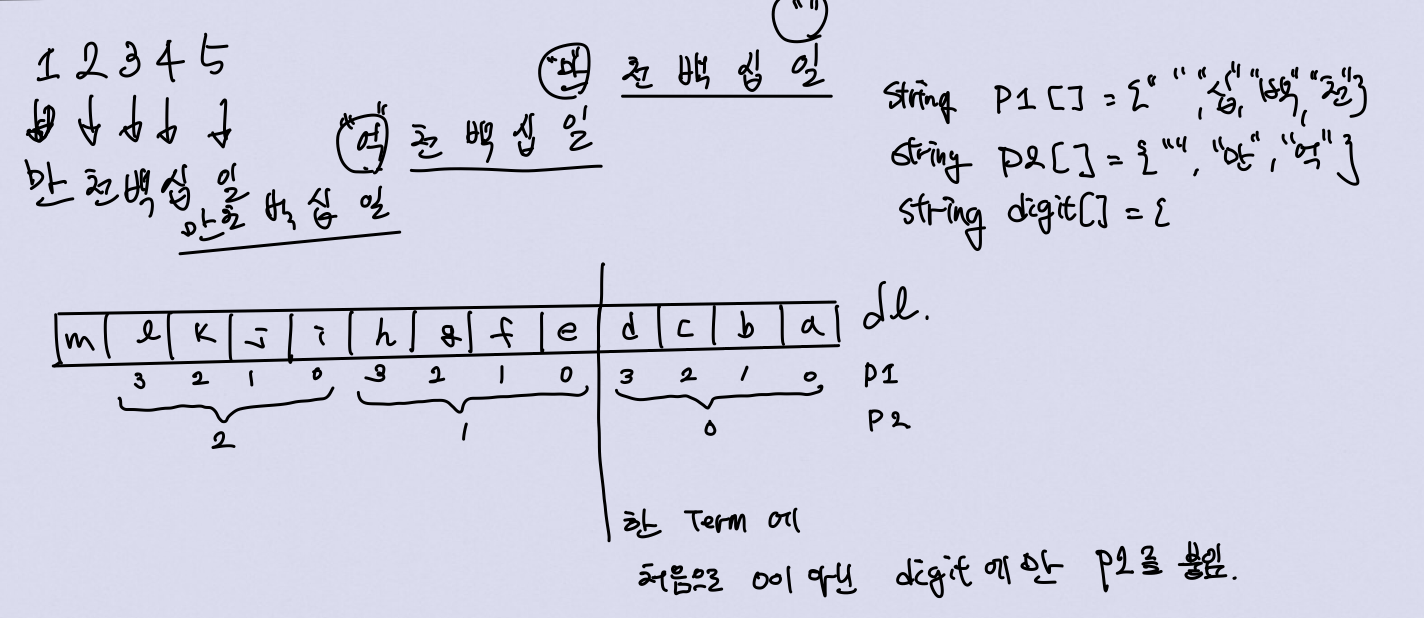 1 2 3 4 5
만 천 백 십 일
만 천 백 십 일
"억" 천 백 십 일
"만" 천 백 십 일
""
string P1[] = {"", "십", "백", "천"}
string P2[] = {"", "만", "억"}
string digit[] = {
m l k j i h g f e d c b a
3 2 1 0 3 2 1 0 3 2 1 0 P1
2 1 0 P2
한 Term 에
처음으로 0이 아닌 digit 에만 P2를 붙임.